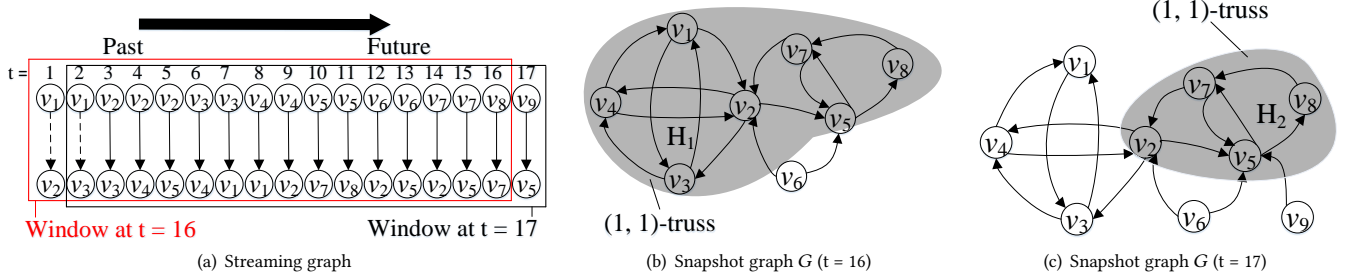 Past Future
t = 1 2 3 4 5 6 7 8 9 10 11 12 13 14 15 16 17
v₁ v₁ v₂ v₂ v₂ v₃ v₃ v₄ v₄ v₅ v₅ v₆ v₆ v₇ v₇ v₈ v₉
v₂ v₃ v₃ v₄ v₅ v₄ v₁ v₁ v₂ v₇ v₈ v₂ v₅ v₂ v₅ v₇ v₅
Window at t = 16 Window at t = 17
(a) Streaming graph
v₁
v₇
v₈
v₄
v₂
v₅
H₁
v₃
v₆
(1, 1)-truss
(b) Snapshot graph G (t = 16)
(1, 1)-truss
v₁
v₇
v₈
H₂
v₄
v₂
v₅
v₃
v₆
v₉
(c) Snapshot graph G (t = 17)